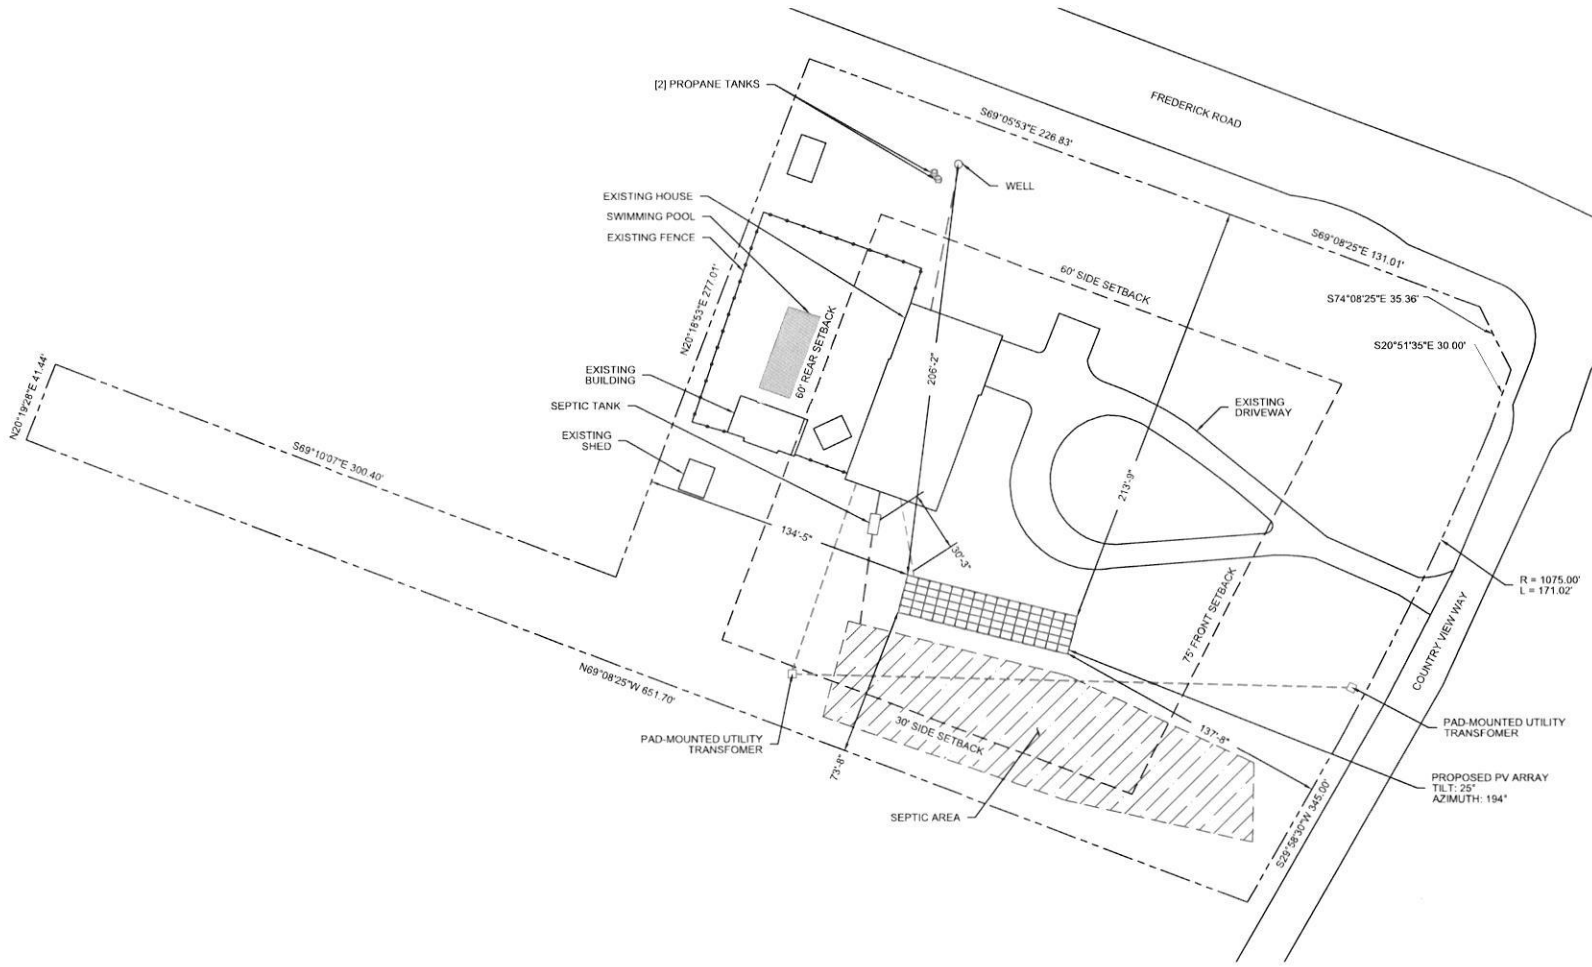 [2] PROPANE TANKS
FREDERICK ROAD
S69°05'53"E 226.83'
WELL
EXISTING HOUSE
SWIMMING POOL
EXISTING FENCE
S69°08'25"E 131.01'
60' SIDE SETBACK
S74°08'25"E 35.36'
S20°51'35"E 30.00'
N20°18'53"E 277.01'
60' REAR SETBACK
206'-2"
N20°19'28"E 41.44'
EXISTING
BUILDING
SEPTIC TANK
EXISTING
SHED
EXISTING
DRIVEWAY
S69°10'07"E 300.40'
213'-9"
134'-5"
30'-3"
R = 1075.00'
L = 171.02'
75' FRONT SETBACK
COUNTRY VIEW WAY
N69°08'25"W 651.70'
PAD-MOUNTED UTILITY
TRANSFOMER
30' SIDE SETBACK
73'-8"
137'-8"
PAD-MOUNTED UTILITY
TRANSFOMER
PROPOSED PV ARRAY
TILT: 25°
AZIMUTH: 194°
SEPTIC AREA
S29°58'30"W 345.00'